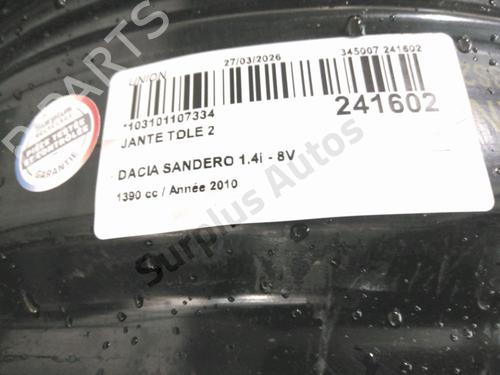 UNION
27/03/2026
345007 241602
*103101107334
241602
JANTE TOLE 2
DACIA SANDERO 1.4i - 8V
1390 cc / Année 2010
GARANTIE
B-PARTS
Surplus Autos